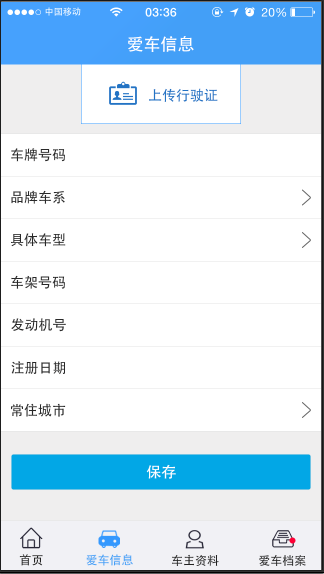 中国移动 03:36 20%
爱车信息
上传行驶证
车牌号码
品牌车系
具体车型
车架号码
发动机号
注册日期
常住城市
保存
首页 爱车信息 车主资料 爱车档案